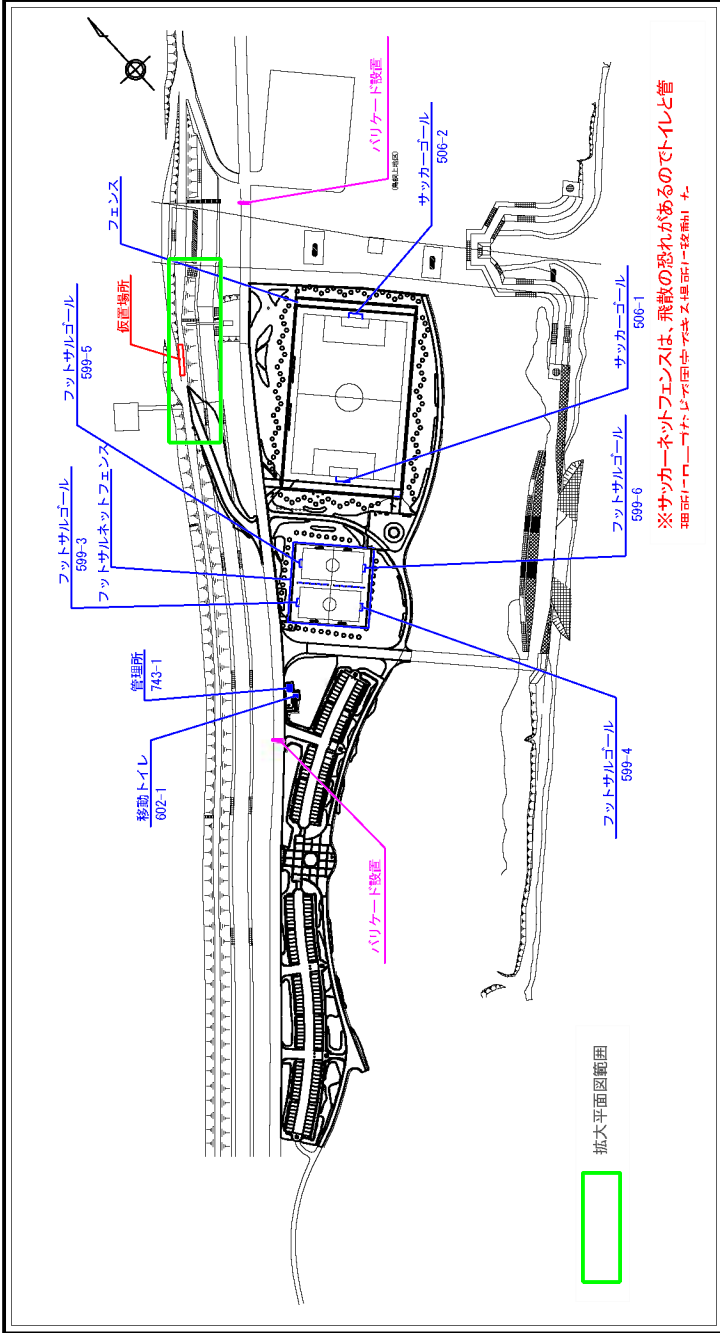 フットサルゴール
599-5
フェンス
バリケード設置
仮置場所
サッカーゴール
506-2
フットサルゴール
599-3
フットサルネットフェンス
管理所
743-1
移動トイレ
602-1
バリケード設置
サッカーゴール
506-1
フットサルゴール
599-6
フットサルゴール
599-4
※サッカーネットフェンスは、飛散の恐れがあるのでトイレと管
拡大平面図範囲